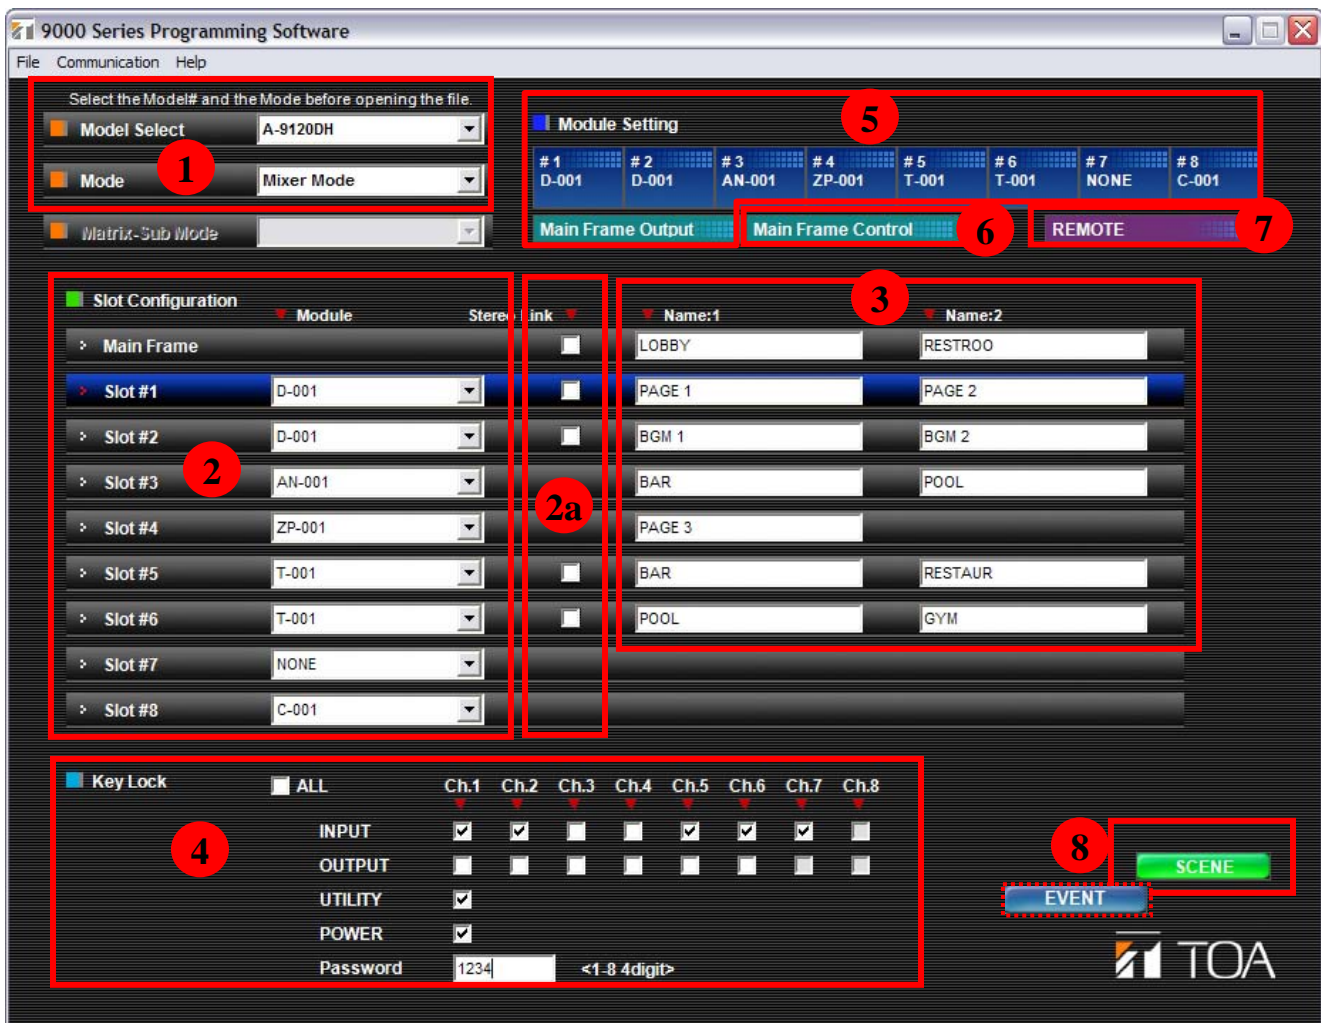 9000 Series Programming Software
File Communication Help
Select the Model# and the Mode before opening the file.
Model Select A-9120DH
1
Mode Mixer Mode
Matrix-Sub Mode
Module Setting
5
#1 #2 #3 #4 #5 #6 #7 #8
D-001 D-001 AN-001 ZP-001 T-001 T-001 NONE C-001
Main Frame Output Main Frame Control 6 REMOTE 7
Slot Configuration
Module Stereo Link Name:1 3 Name:2
Main Frame LOBBY RESTROO
Slot #1 D-001 PAGE 1 PAGE 2
Slot #2 D-001 BGM 1 BGM 2
2
Slot #3 AN-001 BAR POOL
2a
Slot #4 ZP-001 PAGE 3
Slot #5 T-001 BAR RESTAUR
Slot #6 T-001 POOL GYM
Slot #7 NONE
Slot #8 C-001
Key Lock ALL Ch.1 Ch.2 Ch.3 Ch.4 Ch.5 Ch.6 Ch.7 Ch.8
INPUT
4
OUTPUT
UTILITY
POWER
Password 1234 <1-8 4digit>
8
SCENE
EVENT
TOA